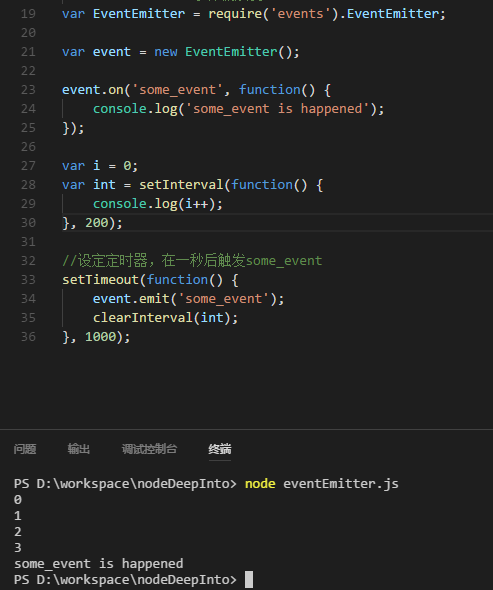 19 var EventEmitter = require('events').EventEmitter;
20
21 var event = new EventEmitter();
22
23 event.on('some_event', function() {
24     console.log('some_event is happened');
25 });
26
27 var i = 0;
28 var int = setInterval(function() {
29     console.log(i++);
30 }, 200);
31
32 //设定定时器，在一秒后触发some_event
33 setTimeout(function() {
34     event.emit('some_event');
35     clearInterval(int);
36 }, 1000);
问题 输出 调试控制台 终端
PS D:\workspace\nodeDeepInto> node eventEmitter.js
0
1
2
3
some_event is happened
PS D:\workspace\nodeDeepInto>